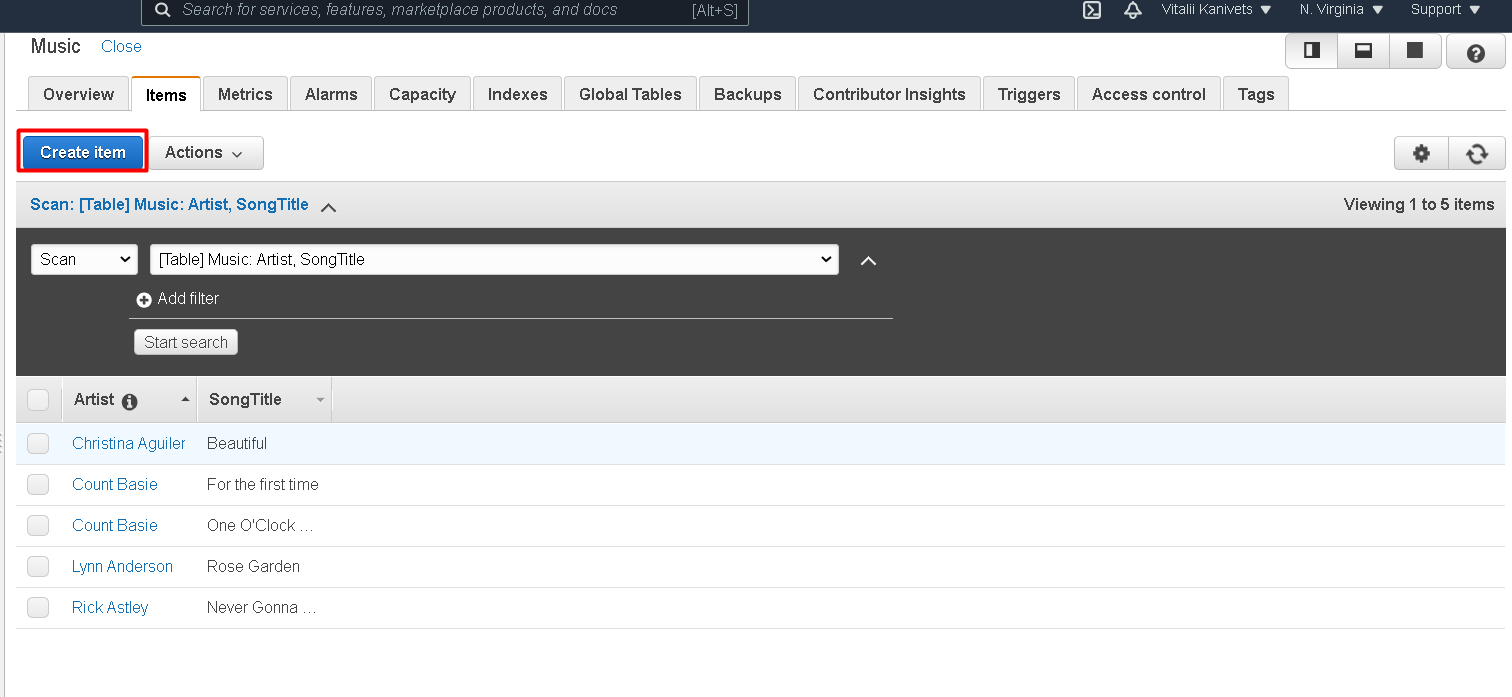 Search for services, features, marketplace products, and docs [Alt+S] Vitalii Kanivets N. Virginia Support
Music Close
Overview Items Metrics Alarms Capacity Indexes Global Tables Backups Contributor Insights Triggers Access control Tags
Create item Actions
Scan: [Table] Music: Artist, SongTitle Viewing 1 to 5 items
Scan [Table] Music: Artist, SongTitle
Add filter
Start search
Artist SongTitle
Christina Aguiler Beautiful
Count Basie For the first time
Count Basie One O'Clock ...
Lynn Anderson Rose Garden
Rick Astley Never Gonna ...